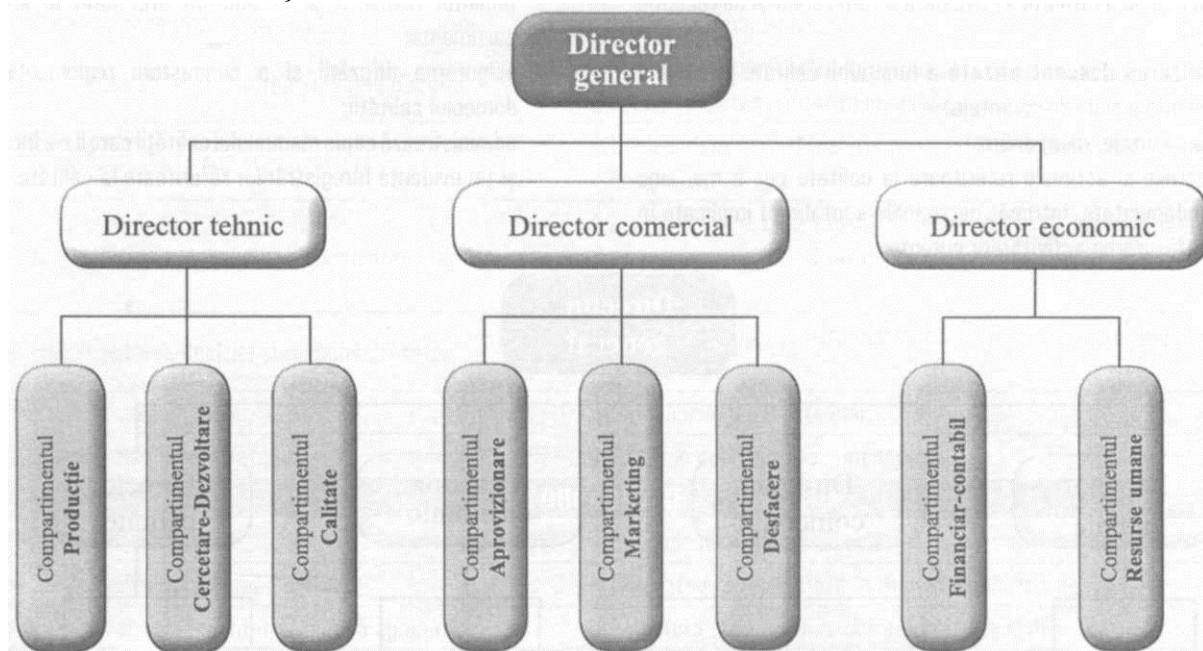 Director
general
Director tehnic
Director comercial
Director economic
Compartimentul
Producție
Compartimentul
Cercetare-Dezvoltare
Compartimentul
Calitate
Compartimentul
Aprovizionare
Compartimentul
Marketing
Compartimentul
Desfacere
Compartimentul
Financiar-contabil
Compartimentul
Resurse umane